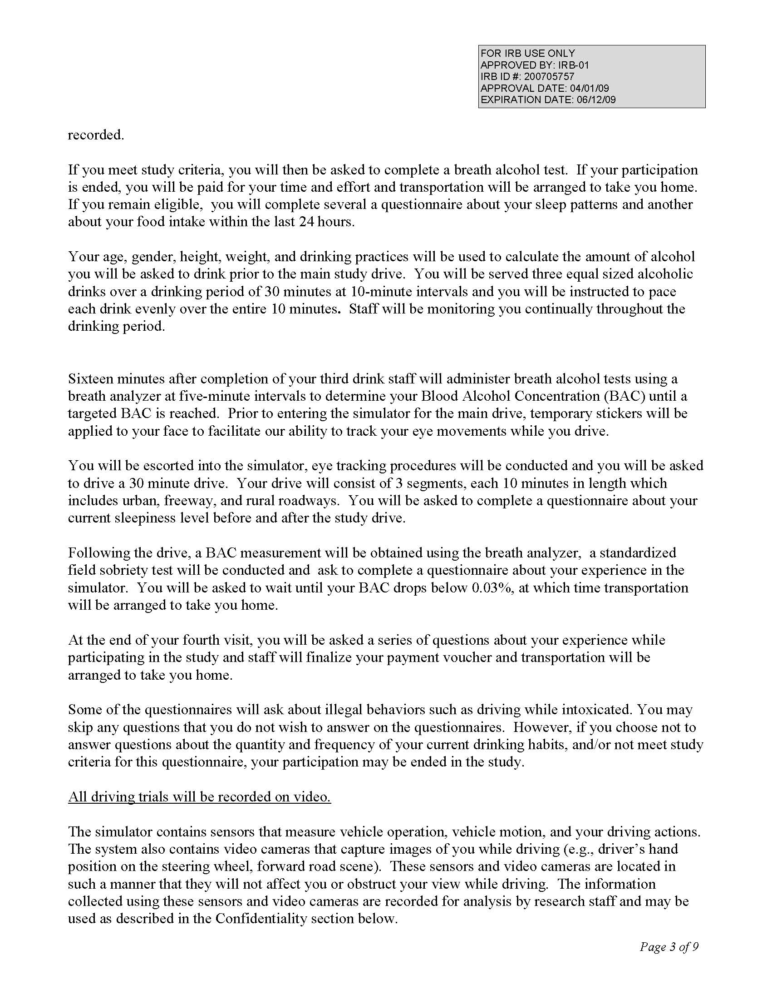 FOR IRB USE ONLY
APPROVED BY: IRB-01
IRB ID #: 200705757
APPROVAL DATE: 04/01/09
EXPIRATION DATE: 06/12/09
recorded.
If you meet study criteria, you will then be asked to complete a breath alcohol test.  If your participation
is ended, you will be paid for your time and effort and transportation will be arranged to take you home.
If you remain eligible,  you will complete several a questionnaire about your sleep patterns and another
about your food intake within the last 24 hours.
Your age, gender, height, weight, and drinking practices will be used to calculate the amount of alcohol
you will be asked to drink prior to the main study drive.  You will be served three equal sized alcoholic
drinks over a drinking period of 30 minutes at 10-minute intervals and you will be instructed to pace
each drink evenly over the entire 10 minutes.  Staff will be monitoring you continually throughout the
drinking period.
Sixteen minutes after completion of your third drink staff will administer breath alcohol tests using a
breath analyzer at five-minute intervals to determine your Blood Alcohol Concentration (BAC) until a
targeted BAC is reached.  Prior to entering the simulator for the main drive, temporary stickers will be
applied to your face to facilitate our ability to track your eye movements while you drive.
You will be escorted into the simulator, eye tracking procedures will be conducted and you will be asked
to drive a 30 minute drive.  Your drive will consist of 3 segments, each 10 minutes in length which
includes urban, freeway, and rural roadways.  You will be asked to complete a questionnaire about your
current sleepiness level before and after the study drive.
Following the drive, a BAC measurement will be obtained using the breath analyzer,  a standardized
field sobriety test will be conducted and  ask to complete a questionnaire about your experience in the
simulator.  You will be asked to wait until your BAC drops below 0.03%, at which time transportation
will be arranged to take you home.
At the end of your fourth visit, you will be asked a series of questions about your experience while
participating in the study and staff will finalize your payment voucher and transportation will be
arranged to take you home.
Some of the questionnaires will ask about illegal behaviors such as driving while intoxicated. You may
skip any questions that you do not wish to answer on the questionnaires.  However, if you choose not to
answer questions about the quantity and frequency of your current drinking habits, and/or not meet study
criteria for this questionnaire, your participation may be ended in the study.
All driving trials will be recorded on video.
The simulator contains sensors that measure vehicle operation, vehicle motion, and your driving actions.
The system also contains video cameras that capture images of you while driving (e.g., driver’s hand
position on the steering wheel, forward road scene).  These sensors and video cameras are located in
such a manner that they will not affect you or obstruct your view while driving.  The information
collected using these sensors and video cameras are recorded for analysis by research staff and may be
used as described in the Confidentiality section below.
Page 3 of 9